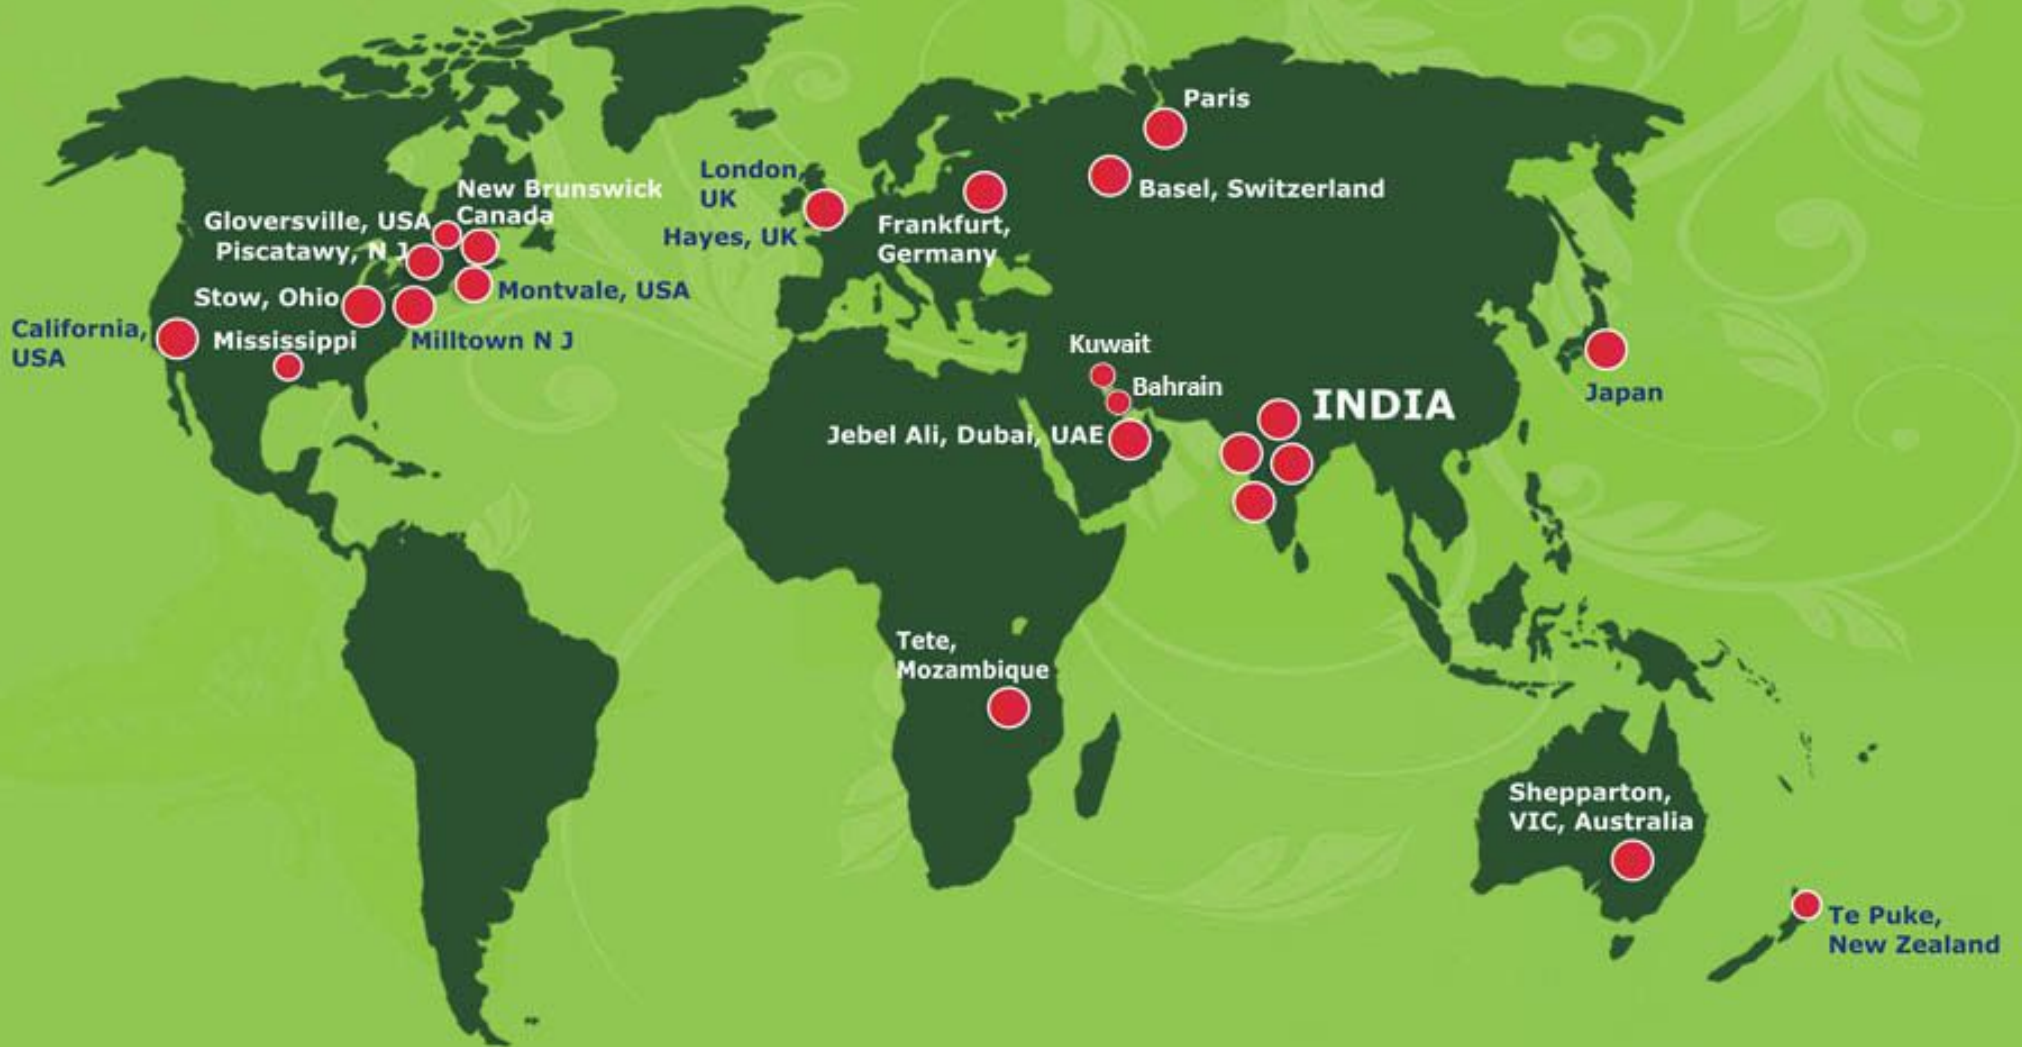 Paris
London,
UK
Hayes, UK
Basel, Switzerland
Frankfurt,
Germany
New Brunswick
Canada
Gloversville, USA
Piscatawy, N J
Stow, Ohio
Montvale, USA
California,
USA
Mississippi
Milltown N J
Kuwait
Bahrain
Jebel Ali, Dubai, UAE
INDIA
Japan
Tete,
Mozambique
Shepparton,
VIC, Australia
Te Puke,
New Zealand